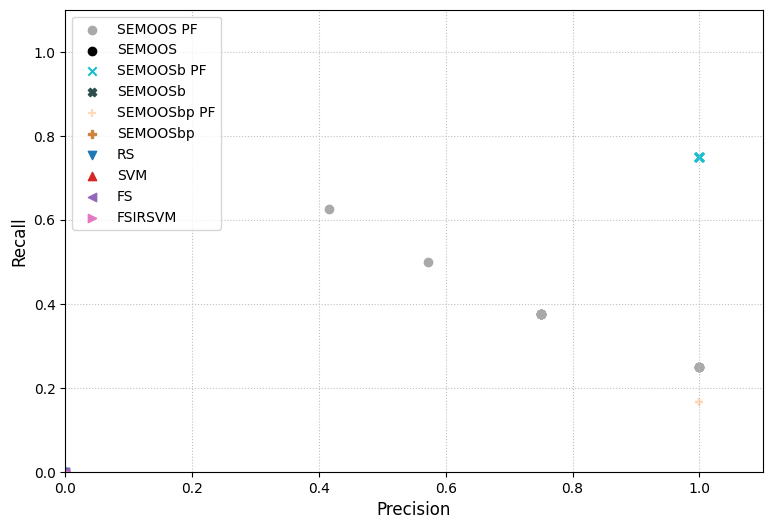 SEMOOS PF
SEMOOS
SEMOOSb PF
SEMOOSb
SEMOOSbp PF
SEMOOSbp
RS
SVM
FS
FSIRSVM
1.0
0.8
0.6
0.4
0.2
0.0
Recall
0.0 0.2 0.4 0.6 0.8 1.0
Precision